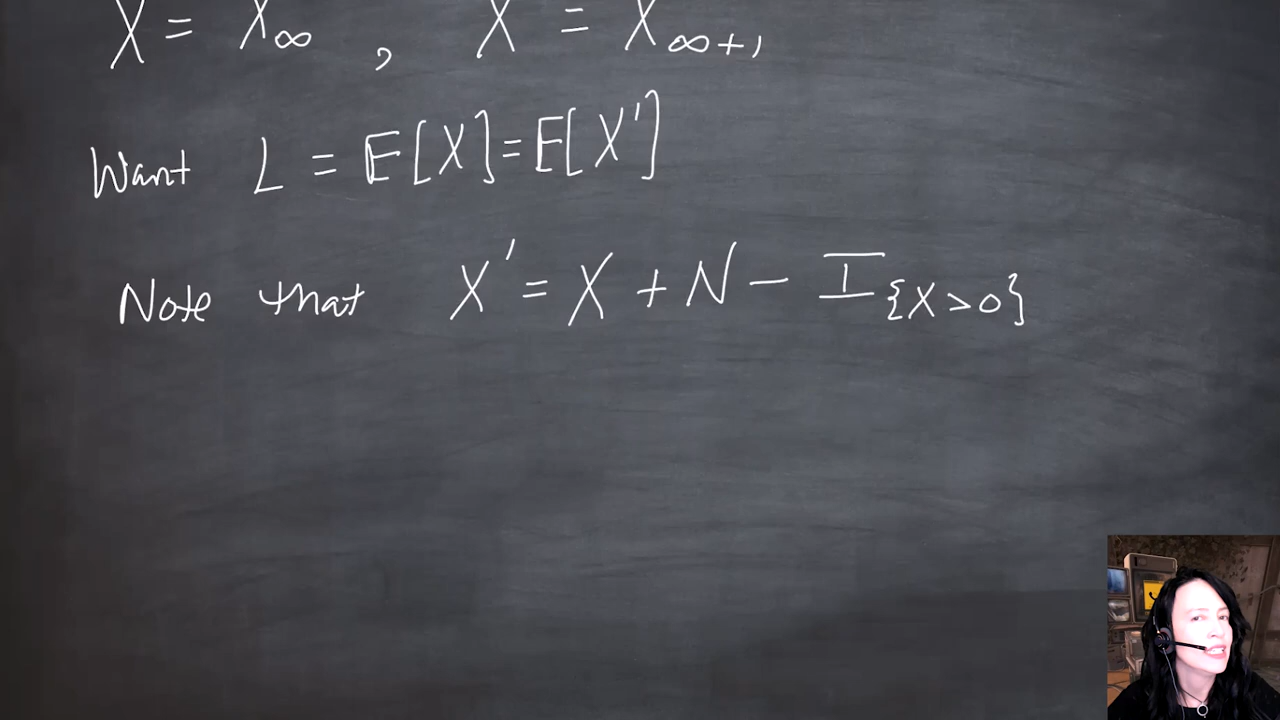 X = X∞ , X = X∞+1
Want L = E[X] = E[X']
Note that X' = X + N - I{X>0}